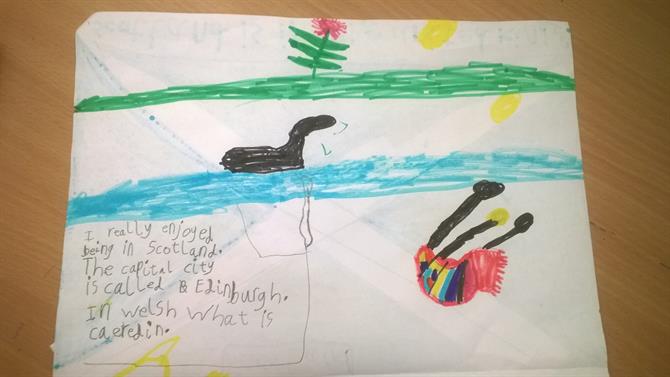 I really enjoyed
being in Scotland.
The capital city
is called B Edinburgh.
In welsh what is
caeredin.